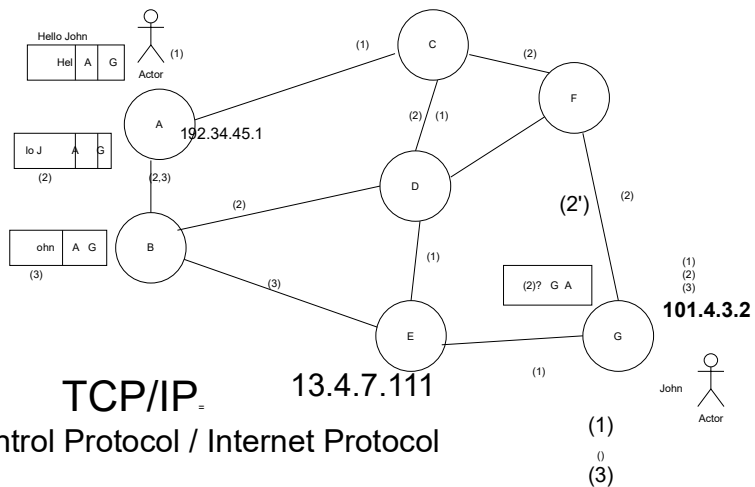 Hello John
Hel A G
(1)
Actor
(1)
C
(2)
F
A
192.34.45.1
(2) (1)
lo J A G
(2)
(2,3)
D
(2)
(2')
(2)
ohn A G
(3)
B
(1)
(3)
(2)? G A
(1)
(2)
(3)
101.4.3.2
E
G
(1)
TCP/IP =
13.4.7.111
John
Actor
ntrol Protocol / Internet Protocol
(1)
()
(3)